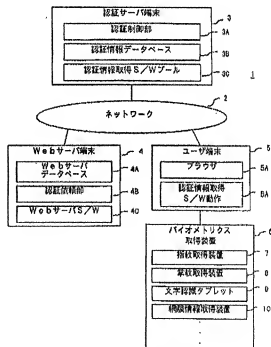 認証サーバ端末
3
認証制御部
3A
認証情報データベース
3B
認証情報取得S/Wプール
3C
1
2
ネットワーク
Webサーバ端末
4
Webサーバ
データベース
4A
認証依頼部
4B
WebサーバS/W
4C
ユーザ端末
5
ブラウザ
5A
認証情報取得
S/W動作
6A
バイオメトリクス
取得装置
6
指紋取得装置
7
掌紋取得装置
8
文字認識タブレット
9
網膜情報取得装置
10